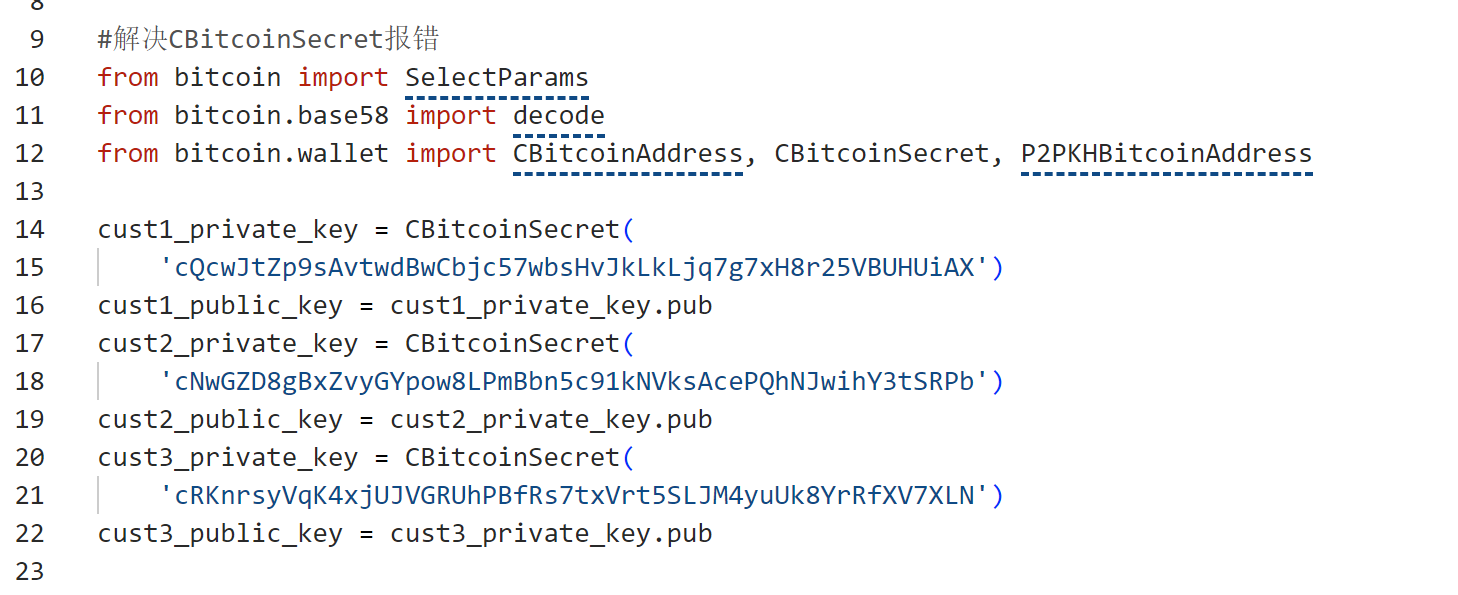 8
9 #解决CBitcoinSecret报错
10 from bitcoin import SelectParams
11 from bitcoin.base58 import decode
12 from bitcoin.wallet import CBitcoinAddress, CBitcoinSecret, P2PKHBitcoinAddress
13
14 cust1_private_key = CBitcoinSecret(
15     'cQcwJtZp9sAvtwdBwCbjc57wbsHvJkLkLjq7g7xH8r25VBUHUiAX')
16 cust1_public_key = cust1_private_key.pub
17 cust2_private_key = CBitcoinSecret(
18     'cNwGZD8gBxZvyGYpow8LPmBbn5c91kNVksAcePQhNJwihY3tSRPb')
19 cust2_public_key = cust2_private_key.pub
20 cust3_private_key = CBitcoinSecret(
21     'cRKnrsyVqK4xjUJVGRUhPBfRs7txVrt5SLJM4yuUk8YrRfXV7XLN')
22 cust3_public_key = cust3_private_key.pub
23